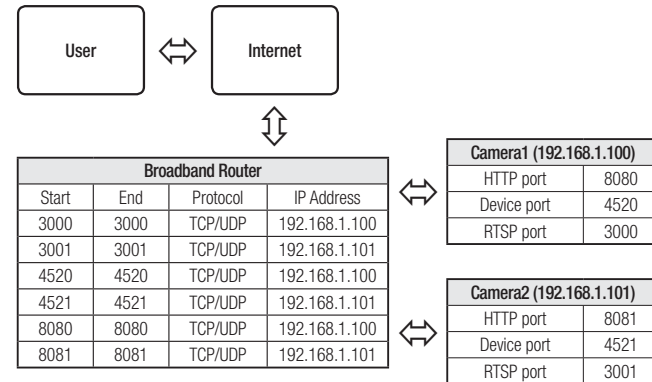 User
Internet
Broadband Router
Start End Protocol IP Address
3000 3000 TCP/UDP 192.168.1.100
3001 3001 TCP/UDP 192.168.1.101
4520 4520 TCP/UDP 192.168.1.100
4521 4521 TCP/UDP 192.168.1.101
8080 8080 TCP/UDP 192.168.1.100
8081 8081 TCP/UDP 192.168.1.101
Camera1 (192.168.1.100)
HTTP port 8080
Device port 4520
RTSP port 3000
Camera2 (192.168.1.101)
HTTP port 8081
Device port 4521
RTSP port 3001